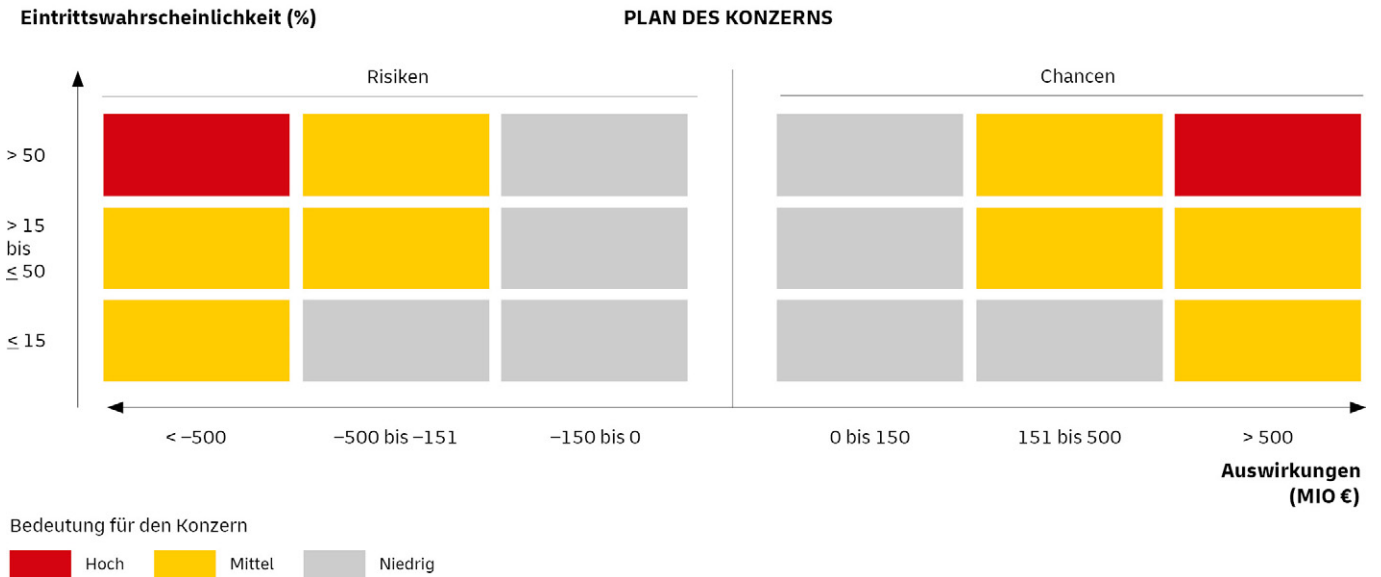 Eintrittswahrscheinlichkeit (%)
PLAN DES KONZERNS
Risiken
Chancen
> 50
> 15
bis
≤ 50
≤ 15
< –500
–500 bis –151
–150 bis 0
0 bis 150
151 bis 500
> 500
Auswirkungen
(MIO €)
Bedeutung für den Konzern
Hoch
Mittel
Niedrig